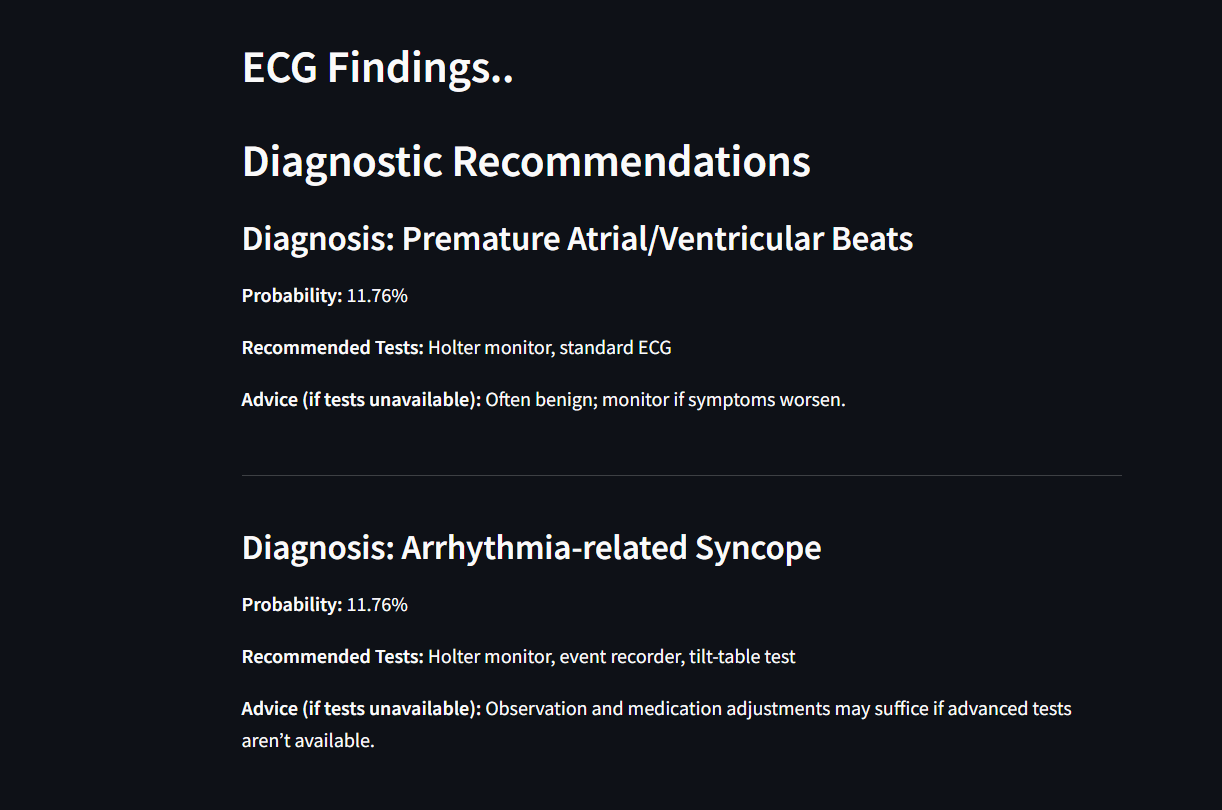 ECG Findings..
Diagnostic Recommendations
Diagnosis: Premature Atrial/Ventricular Beats
Probability: 11.76%
Recommended Tests: Holter monitor, standard ECG
Advice (if tests unavailable): Often benign; monitor if symptoms worsen.
Diagnosis: Arrhythmia-related Syncope
Probability: 11.76%
Recommended Tests: Holter monitor, event recorder, tilt-table test
Advice (if tests unavailable): Observation and medication adjustments may suffice if advanced tests
aren’t available.